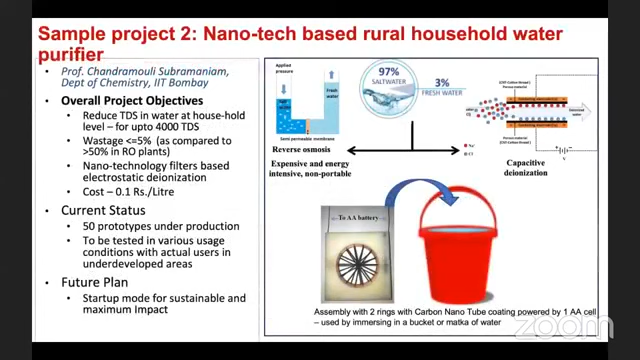 Sample project 2: Nano-tech based rural household water
purifier
• Prof. Chandramouli Subramaniam,
Dept of Chemistry, IIT Bombay
• Overall Project Objectives
• Reduce TDS in water at house-hold
level – for upto 4000 TDS
• Wastage <=5% (as compared to
>50% in RO plants)
• Nano-technology filters based
electrostatic deionization
• Cost – 0.1 Rs./Litre
• Current Status
• 50 prototypes under production
• To be tested in various usage
conditions with actual users in
underdeveloped areas
• Future Plan
• Startup mode for sustainable and
maximum Impact
Applied
pressure
Fresh
water
Semi permeable membrane
Reverse osmosis
Expensive and energy
intensive, non-portable
97%
SALTWATER
3%
FRESH WATER
Porous material
Capacitive
deionization
To AA battery
Assembly with 2 rings with Carbon Nano Tube coating powered by 1 AA cell
– used by immersing in a bucket or matka of water
zoom